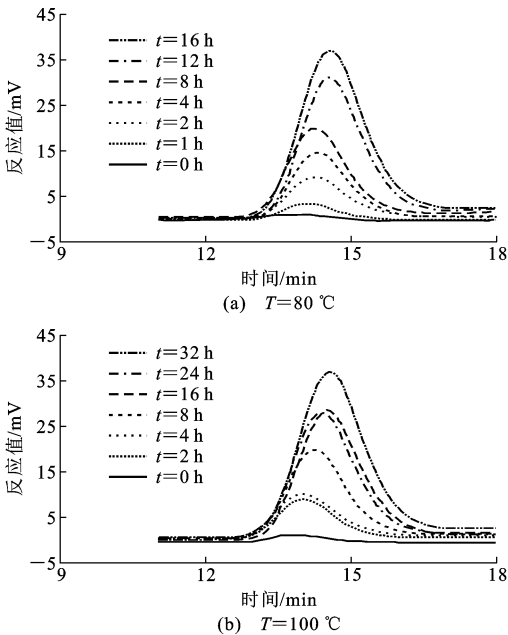 45
35
25
15
5
−5
反应值/mV
t=16 h
t=12 h
t=8 h
t=4 h
t=2 h
t=1 h
t=0 h
9
12
15
18
时间/min
(a) T=80 ℃
45
35
25
15
5
−5
反应值/mV
t=32 h
t=24 h
t=16 h
t=8 h
t=4 h
t=2 h
t=0 h
9
12
15
18
时间/min
(b) T=100 ℃